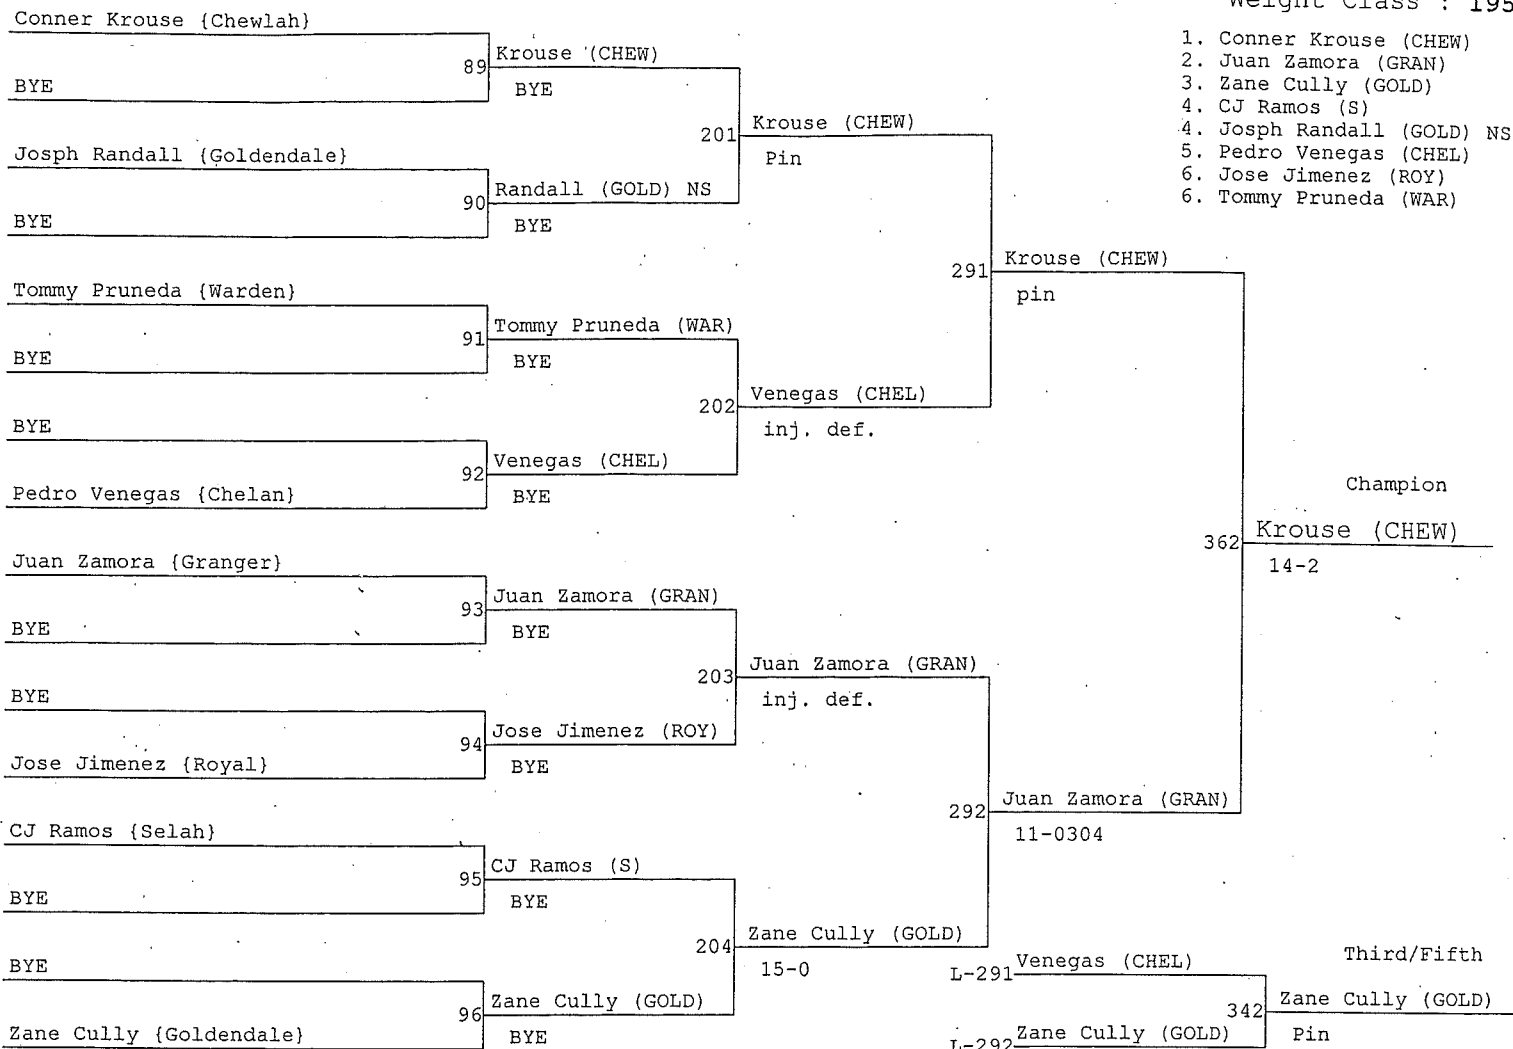 Weight Class : 195
1. Conner Krouse (CHEW)
2. Juan Zamora (GRAN)
3. Zane Cully (GOLD)
4. CJ Ramos (S)
4. Josph Randall (GOLD) NS
5. Pedro Venegas (CHEL)
6. Jose Jimenez (ROY)
6. Tommy Pruneda (WAR)
Conner Krouse {Chewlah}
89 Krouse (CHEW)
BYE
BYE
201 Krouse (CHEW)
Pin
Josph Randall {Goldendale}
90 Randall (GOLD) NS
BYE
BYE
291 Krouse (CHEW)
pin
Tommy Pruneda {Warden}
91 Tommy Pruneda (WAR)
BYE
BYE
202 Venegas (CHEL)
inj. def.
BYE
92 Venegas (CHEL)
Pedro Venegas {Chelan}
BYE
Champion
362 Krouse (CHEW)
14-2
Juan Zamora {Granger}
93 Juan Zamora (GRAN)
BYE
BYE
203 Juan Zamora (GRAN)
inj. def.
BYE
94 Jose Jimenez (ROY)
Jose Jimenez {Royal}
BYE
292 Juan Zamora (GRAN)
11-0304
CJ Ramos {Selah}
95 CJ Ramos (S)
BYE
BYE
204 Zane Cully (GOLD)
15-0
BYE
96 Zane Cully (GOLD)
Zane Cully {Goldendale}
BYE
Third/Fifth
L-291 Venegas (CHEL)
342 Zane Cully (GOLD)
Pin
L-292 Zane Cully (GOLD)